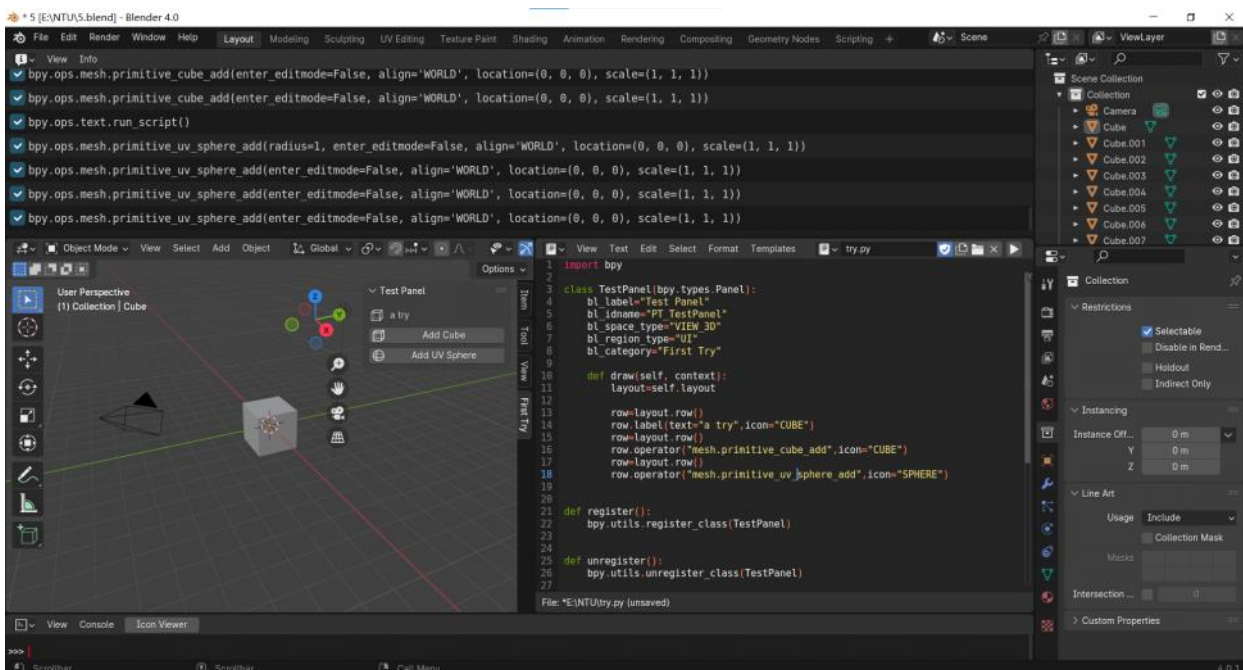 * 5 [E:\NTU\5.blend] - Blender 4.0
File Edit Render Window Help Layout Modeling Sculpting UV Editing Texture Paint Shading Animation Rendering Compositing Geometry Nodes Scripting + Scene ViewLayer
View Info
bpy.ops.mesh.primitive_cube_add(enter_editmode=False, align='WORLD', location=(0, 0, 0), scale=(1, 1, 1))
bpy.ops.mesh.primitive_cube_add(enter_editmode=False, align='WORLD', location=(0, 0, 0), scale=(1, 1, 1))
bpy.ops.text.run_script()
bpy.ops.mesh.primitive_uv_sphere_add(radius=1, enter_editmode=False, align='WORLD', location=(0, 0, 0), scale=(1, 1, 1))
bpy.ops.mesh.primitive_uv_sphere_add(enter_editmode=False, align='WORLD', location=(0, 0, 0), scale=(1, 1, 1))
bpy.ops.mesh.primitive_uv_sphere_add(enter_editmode=False, align='WORLD', location=(0, 0, 0), scale=(1, 1, 1))
bpy.ops.mesh.primitive_uv_sphere_add(enter_editmode=False, align='WORLD', location=(0, 0, 0), scale=(1, 1, 1))
Scene Collection
Collection
Camera
Cube
Cube.001
Cube.002
Cube.003
Cube.004
Cube.005
Cube.006
Cube.007
Object Mode View Select Add Object Global
Options
User Perspective
(1) Collection | Cube
Test Panel
a try
Add Cube
Add UV Sphere
Item
Tool
View
First Try
X
Y
Z
View Text Edit Select Format Templates try.py
1 import bpy
2
3 class TestPanel(bpy.types.Panel):
4 bl_label="Test Panel"
5 bl_idname="PT_TestPanel"
6 bl_space_type="VIEW_3D"
7 bl_region_type="UI"
8 bl_category="First Try"
9
10 def draw(self, context):
11 layout=self.layout
12
13 row=layout.row()
14 row.label(text="a try",icon="CUBE")
15 row=layout.row()
16 row.operator("mesh.primitive_cube_add",icon="CUBE")
17 row=layout.row()
18 row.operator("mesh.primitive_uv_sphere_add",icon="SPHERE")
19
20
21 def register():
22 bpy.utils.register_class(TestPanel)
23
24
25 def unregister():
26 bpy.utils.unregister_class(TestPanel)
27
File: *E:\NTU\try.py (unsaved)
Collection
Restrictions
Selectable
Disable in Rend...
Holdout
Indirect Only
Instancing
Instance Off... 0 m
Y 0 m
Z 0 m
Line Art
Usage Include
Collection Mask
Masks
Intersection ... 0
Custom Properties
View Console Icon Viewer
>>>
Scrollbar Scrollbar Call Menu 4.0.1